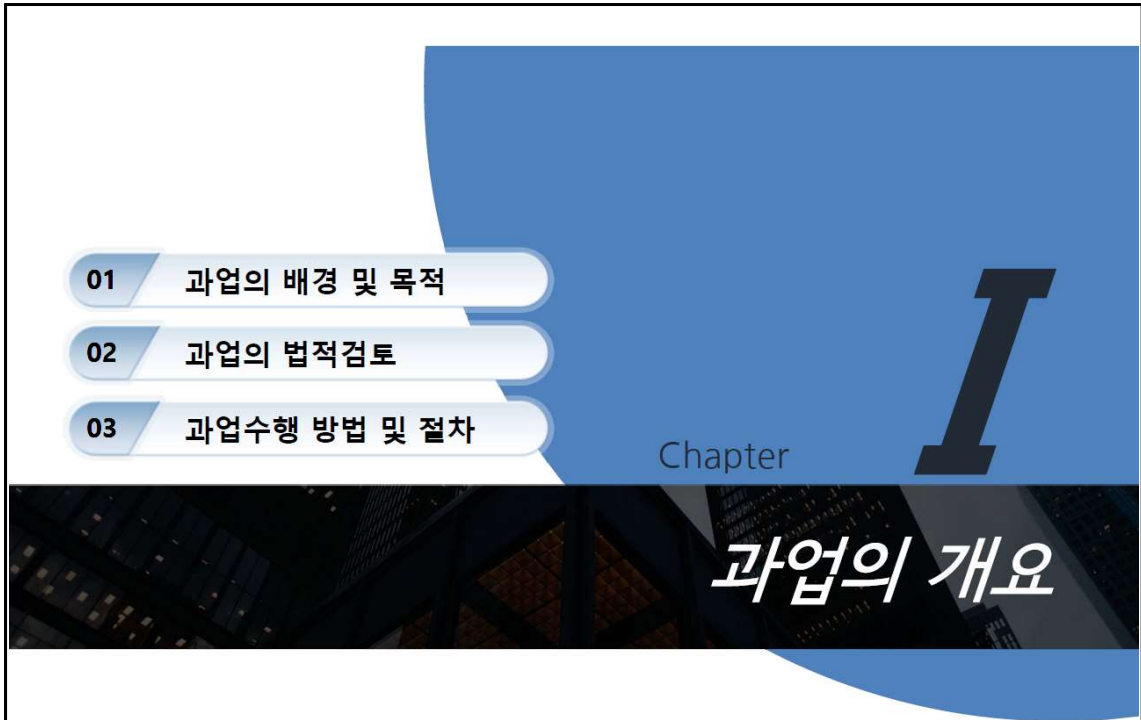 01 과업의 배경 및 목적
02 과업의 법적검토
03 과업수행 방법 및 절차
Chapter I
과업의 개요